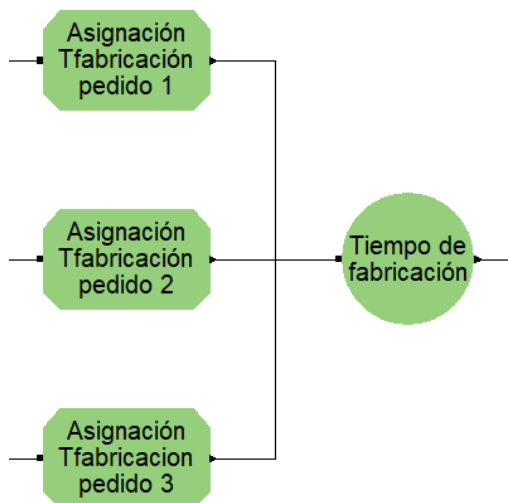 Asignación
Tfabricación
pedido 1
Asignación
Tfabricación
pedido 2
Tiempo de
fabricación
Asignación
Tfabricacion
pedido 3